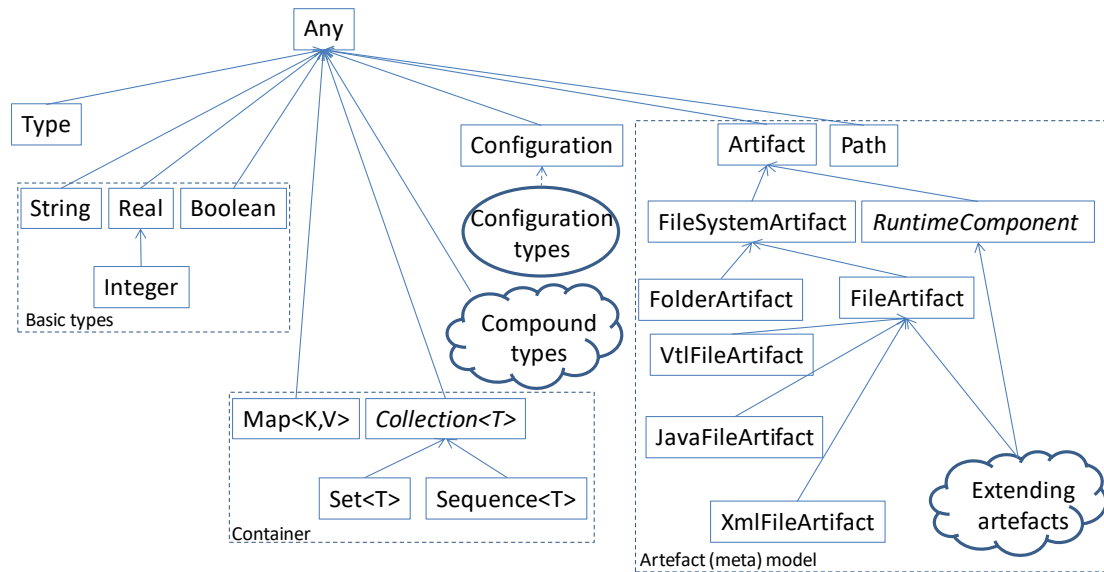 Any
Type
Configuration
Artifact
Path
String
Real
Boolean
Configuration
types
FileSystemArtifact
RuntimeComponent
Integer
Basic types
FolderArtifact
FileArtifact
Compound
types
VtlFileArtifact
Map<K,V>
Collection<T>
JavaFileArtifact
Set<T>
Sequence<T>
Extending
artefacts
XmlFileArtifact
Container
Artefact (meta) model